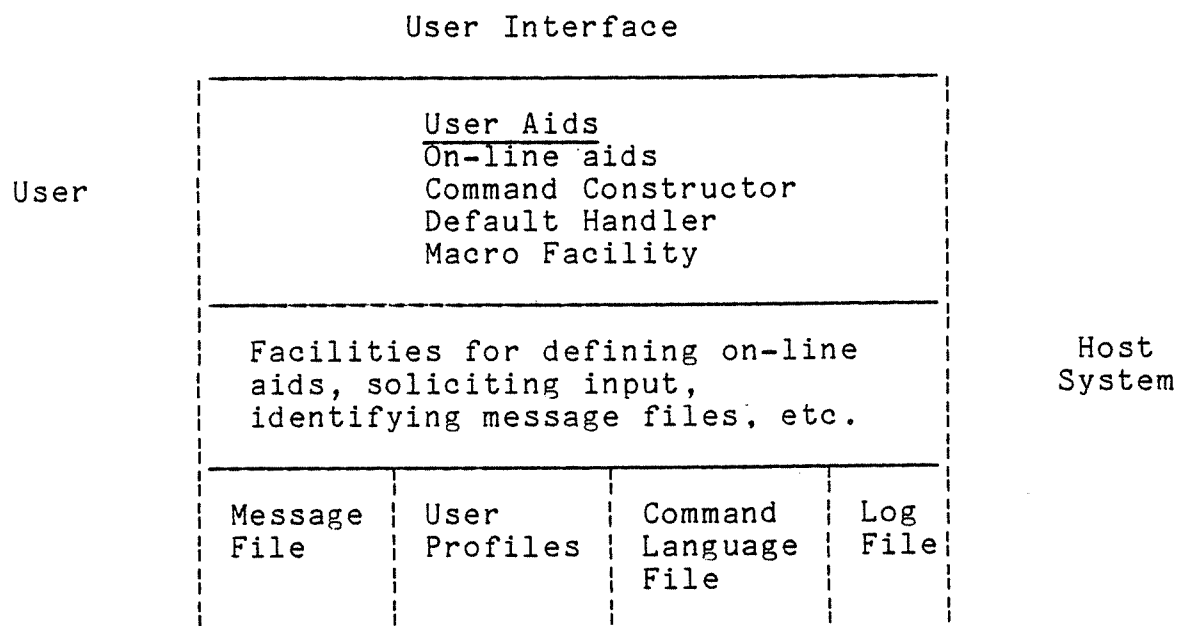 User Interface
User Aids
On-line aids
Command Constructor
Default Handler
Macro Facility
User
Facilities for defining on-line
aids, soliciting input,
identifying message files, etc.
Host
System
Message
File
User
Profiles
Command
Language
File
Log
File